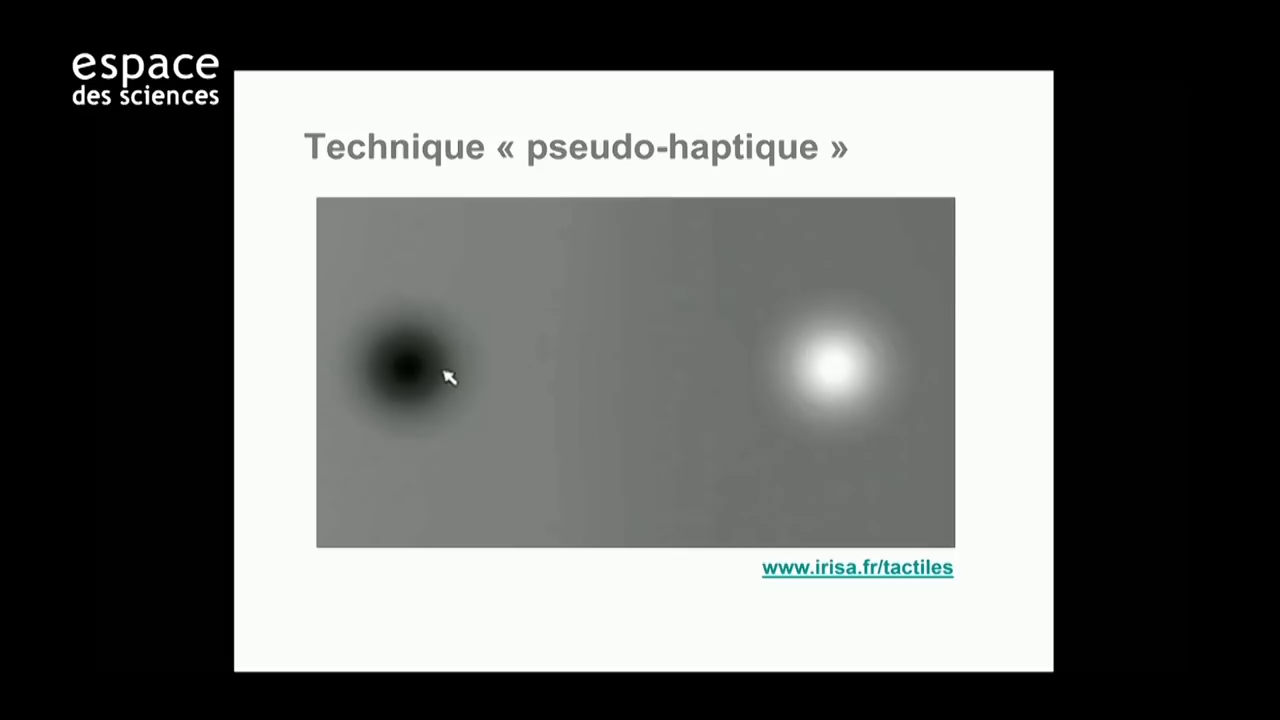 espace
des sciences
Technique « pseudo-haptique »
www.irisa.fr/tactiles